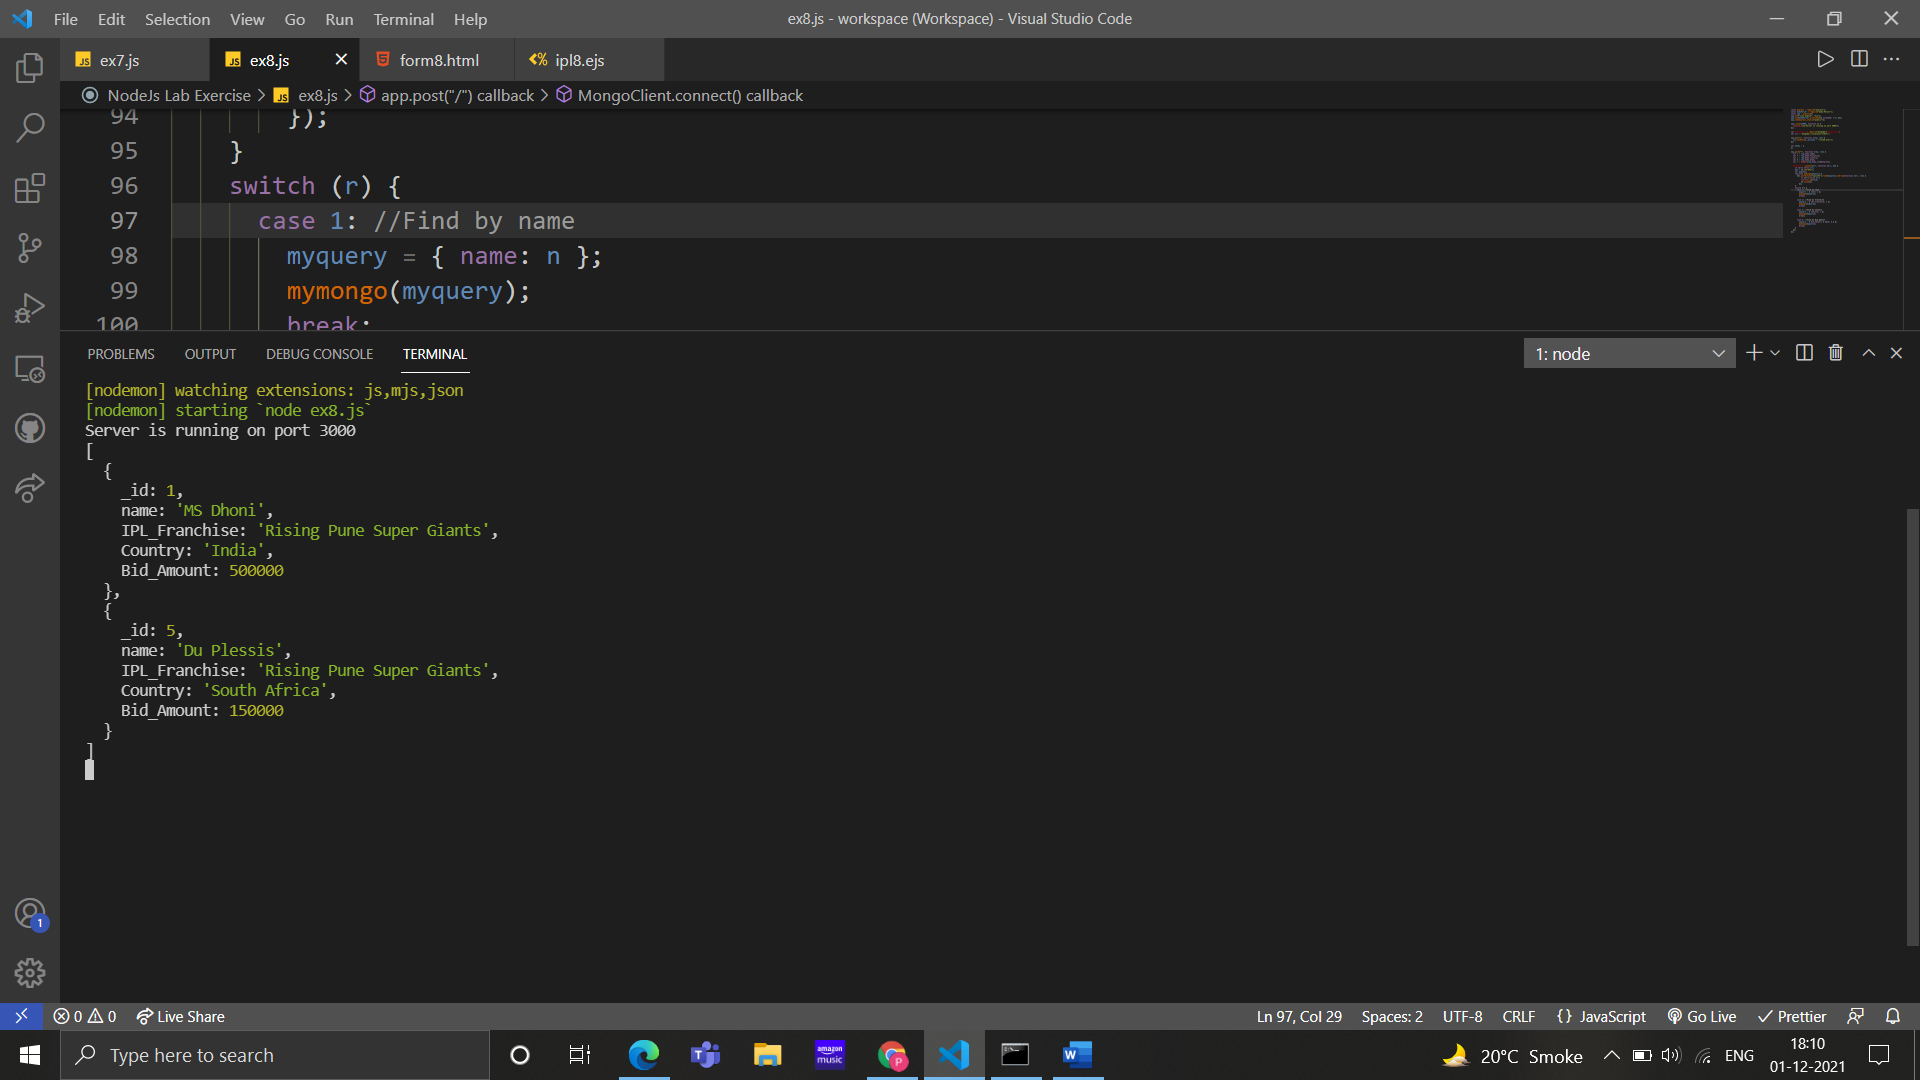 File Edit Selection View Go Run Terminal Help
ex8.js - workspace (Workspace) - Visual Studio Code
JS ex7.js
JS ex8.js
form8.html
<% ipl8.ejs
NodeJs Lab Exercise > JS ex8.js > app.post("/") callback > MongoClient.connect() callback
94 });
95 }
96 switch (r) {
97 case 1: //Find by name
98 myquery = { name: n };
99 mymongo(myquery);
100 break;
PROBLEMS OUTPUT DEBUG CONSOLE TERMINAL
1: node
[nodemon] watching extensions: js,mjs,json
[nodemon] starting `node ex8.js`
Server is running on port 3000
[
{
_id: 1,
name: 'MS Dhoni',
IPL_Franchise: 'Rising Pune Super Giants',
Country: 'India',
Bid_Amount: 500000
},
{
_id: 5,
name: 'Du Plessis',
IPL_Franchise: 'Rising Pune Super Giants',
Country: 'South Africa',
Bid_Amount: 150000
}
]
1
0 0 Live Share
Ln 97, Col 29 Spaces: 2 UTF-8 CRLF {} JavaScript Go Live Prettier
Type here to search
amazon music
20°C Smoke
ENG
18:10
01-12-2021